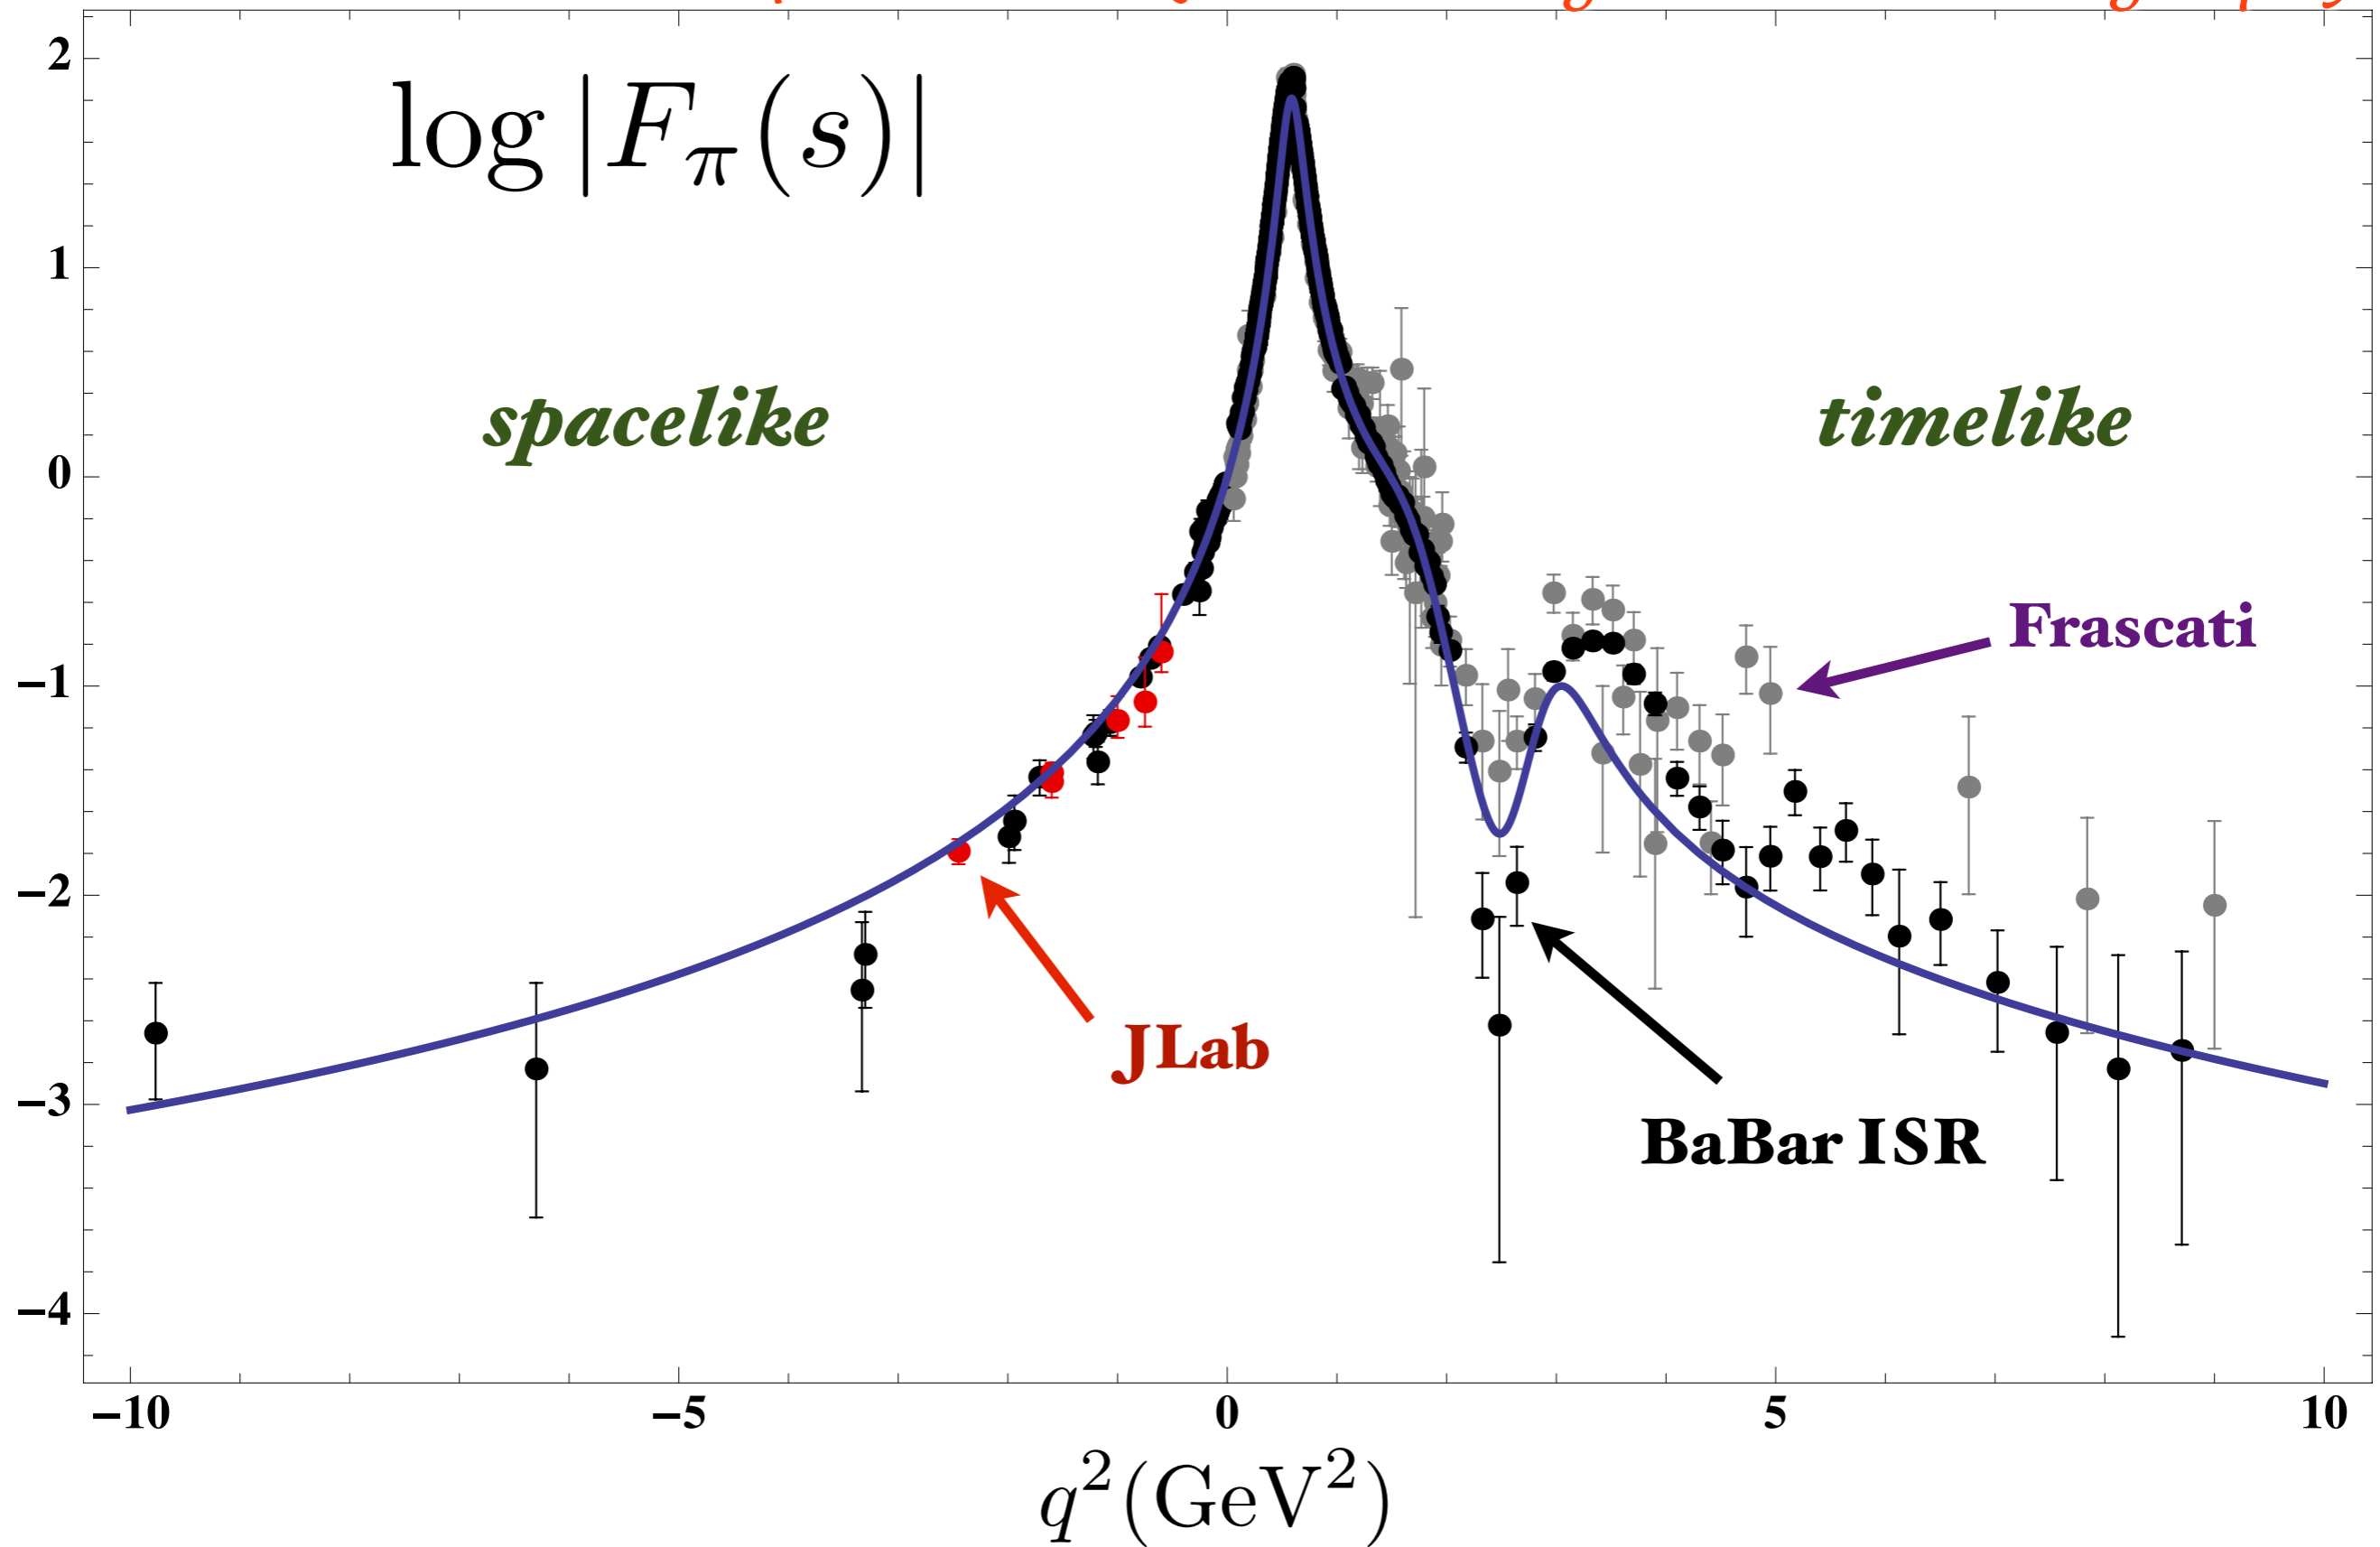 2
log |Fπ(s)|
1
spacelike
timelike
0
Frascati
−1
−2
JLab
BaBar ISR
−3
−4
−10 −5 0 5 10
q²(GeV²)